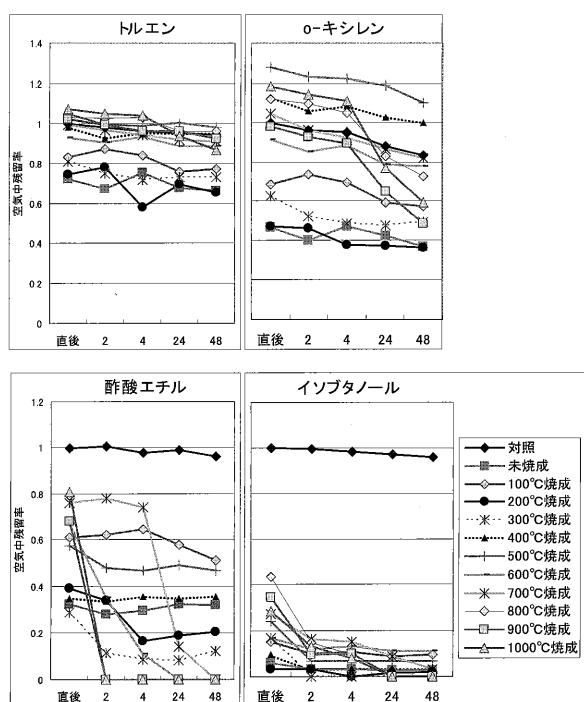 トルエン
o-キシレン
空気中残留率
1.4
1.2
1
0.8
0.6
0.4
0.2
0
直後 2 4 24 48
直後 2 4 24 48
酢酸エチル
イソブタノール
空気中残留率
1.2
1
0.8
0.6
0.4
0.2
0
直後 2 4 24 48
直後 2 4 24 48
対照
未焼成
100℃焼成
200℃焼成
300℃焼成
400℃焼成
500℃焼成
600℃焼成
700℃焼成
800℃焼成
900℃焼成
1000℃焼成